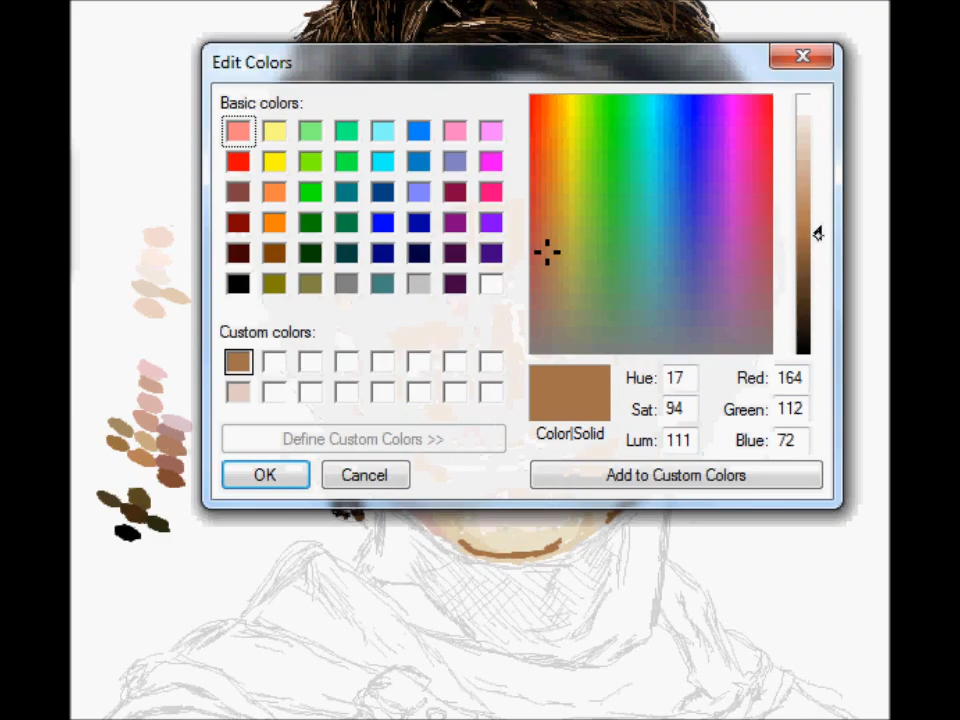 Edit Colors
Basic colors:
Custom colors:
Define Custom Colors >>
OK Cancel
Color|Solid
Hue: 17 Red: 164
Sat: 94 Green: 112
Lum: 111 Blue: 72
Add to Custom Colors